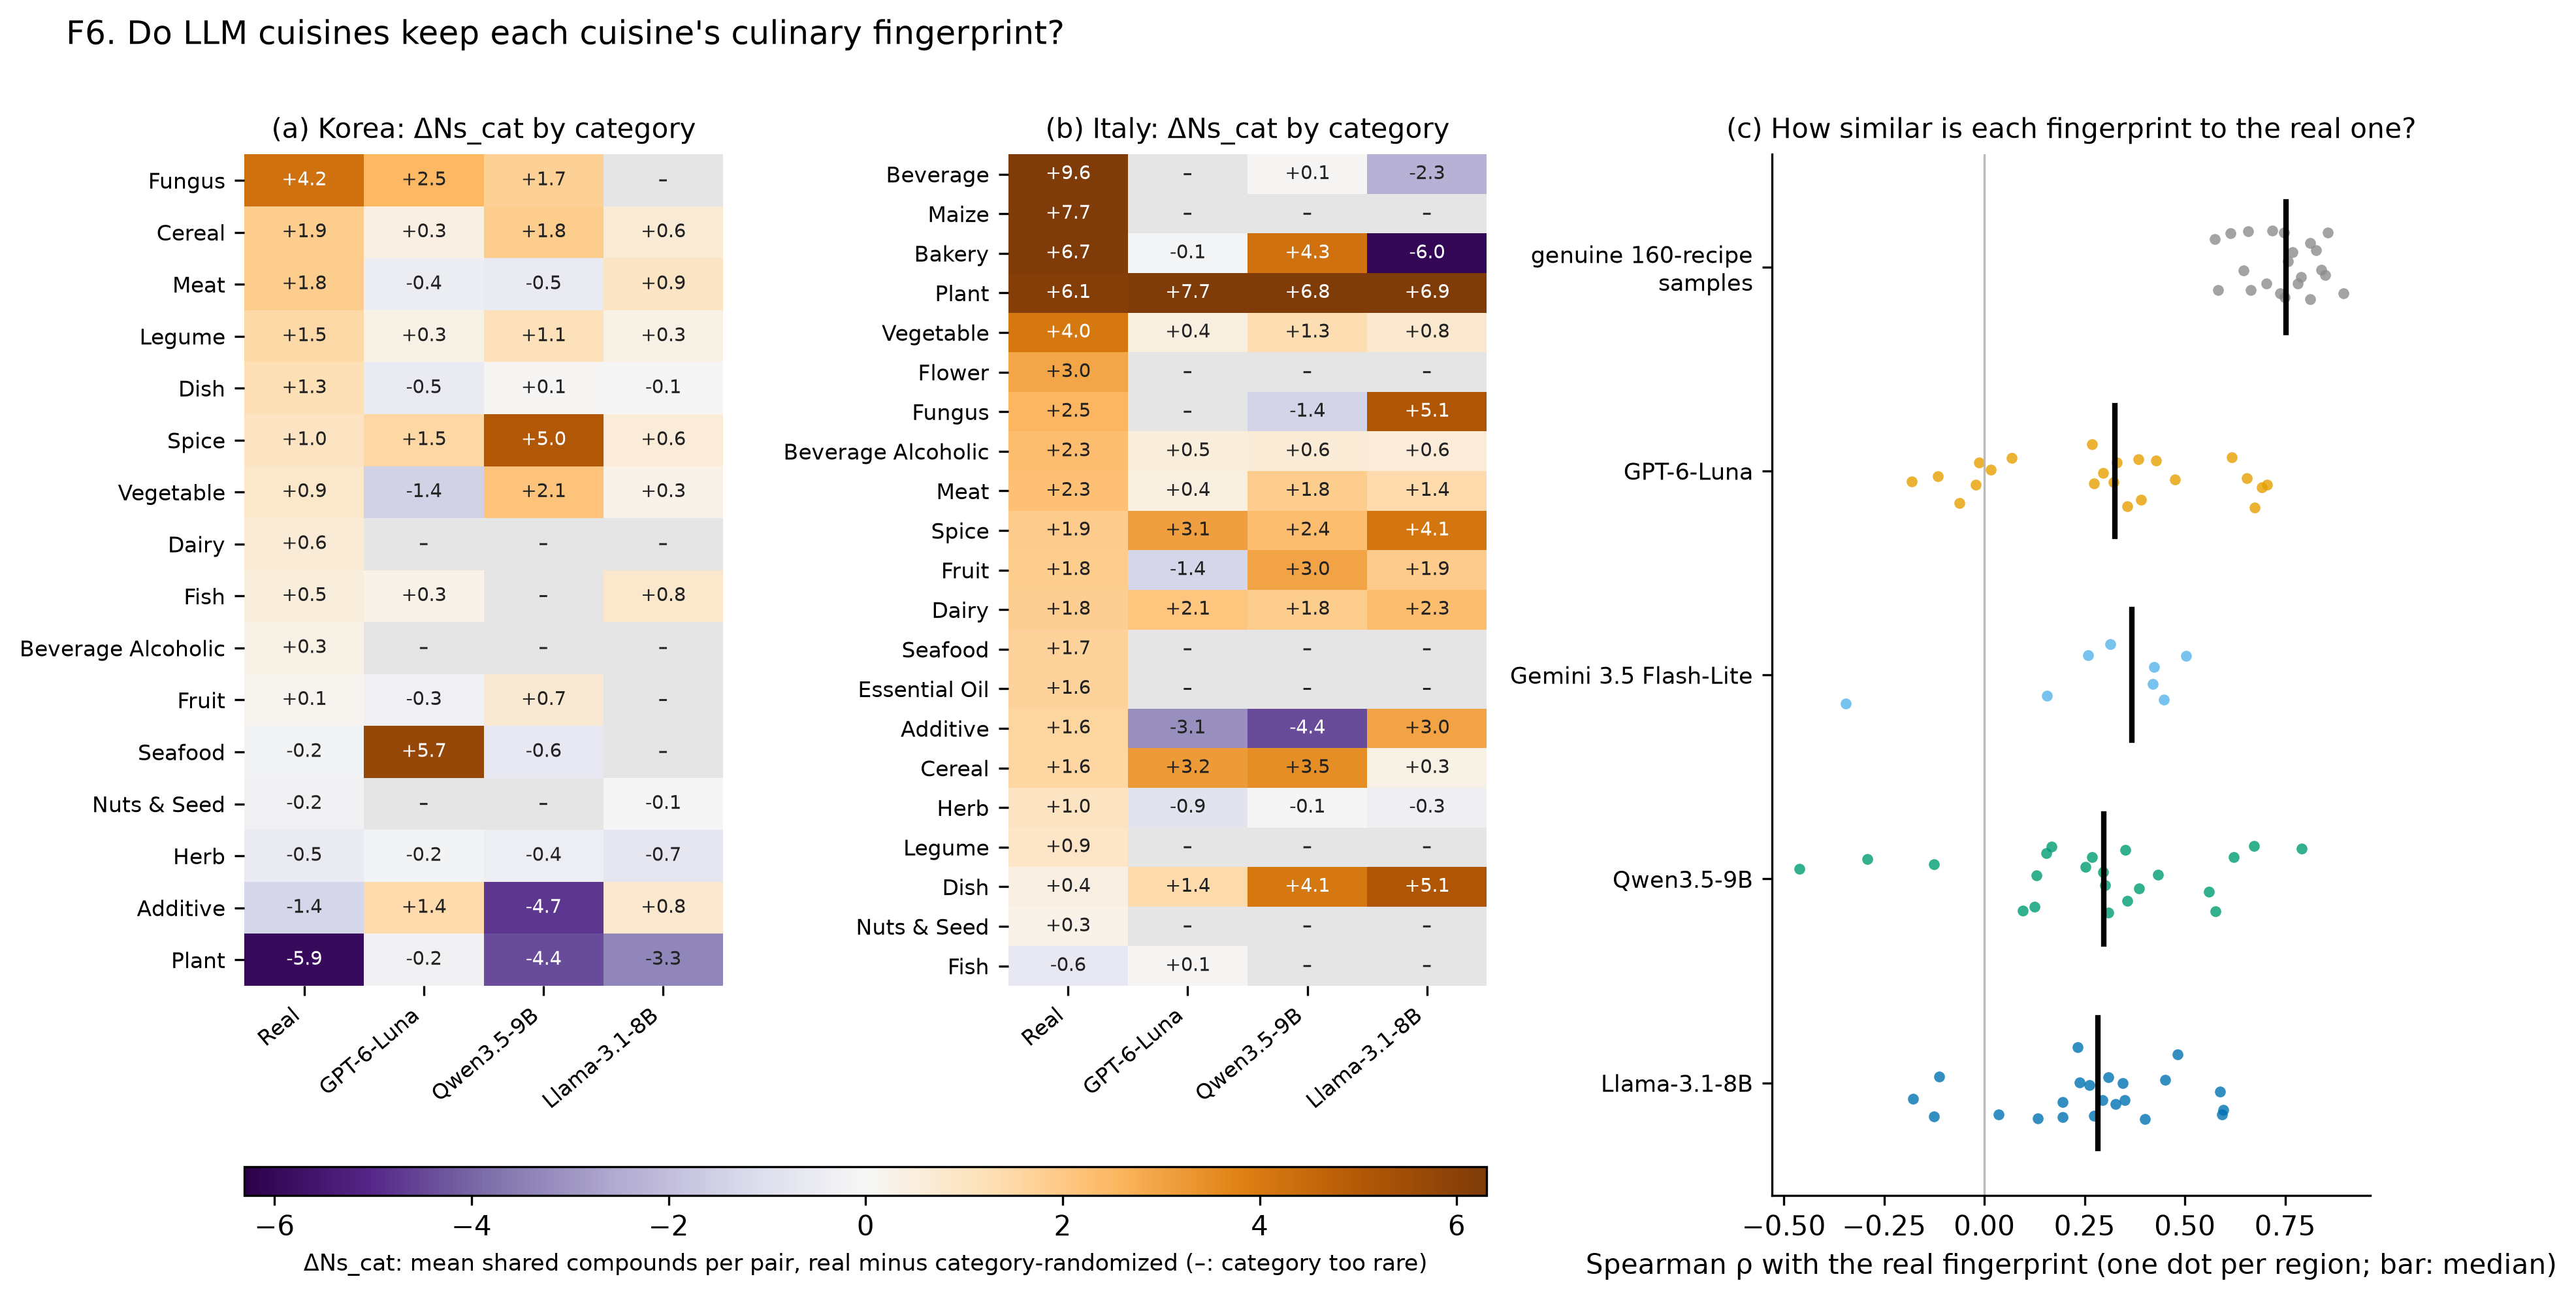 F6. Do LLM cuisines keep each cuisine's culinary fingerprint?
(a) Korea: ΔNs_cat by category
Fungus +4.2 +2.5 +1.7 –
Cereal +1.9 +0.3 +1.8 +0.6
Meat +1.8 -0.4 -0.5 +0.9
Legume +1.5 +0.3 +1.1 +0.3
Dish +1.3 -0.5 +0.1 -0.1
Spice +1.0 +1.5 +5.0 +0.6
Vegetable +0.9 -1.4 +2.1 +0.3
Dairy +0.6 – – –
Fish +0.5 +0.3 – +0.8
Beverage Alcoholic +0.3 – – –
Fruit +0.1 -0.3 +0.7 –
Seafood -0.2 +5.7 -0.6 –
Nuts & Seed -0.2 – – -0.1
Herb -0.5 -0.2 -0.4 -0.7
Additive -1.4 +1.4 -4.7 +0.8
Plant -5.9 -0.2 -4.4 -3.3
Real GPT-6-Luna Qwen3.5-9B Llama-3.1-8B
(b) Italy: ΔNs_cat by category
Beverage +9.6 – +0.1 -2.3
Maize +7.7 – – –
Bakery +6.7 -0.1 +4.3 -6.0
Plant +6.1 +7.7 +6.8 +6.9
Vegetable +4.0 +0.4 +1.3 +0.8
Flower +3.0 – – –
Fungus +2.5 – -1.4 +5.1
Beverage Alcoholic +2.3 +0.5 +0.6 +0.6
Meat +2.3 +0.4 +1.8 +1.4
Spice +1.9 +3.1 +2.4 +4.1
Fruit +1.8 -1.4 +3.0 +1.9
Dairy +1.8 +2.1 +1.8 +2.3
Seafood +1.7 – – –
Essential Oil +1.6 – – –
Additive +1.6 -3.1 -4.4 +3.0
Cereal +1.6 +3.2 +3.5 +0.3
Herb +1.0 -0.9 -0.1 -0.3
Legume +0.9 – – –
Dish +0.4 +1.4 +4.1 +5.1
Nuts & Seed +0.3 – – –
Fish -0.6 +0.1 – –
Real GPT-6-Luna Qwen3.5-9B Llama-3.1-8B
−6 −4 −2 0 2 4 6
ΔNs_cat: mean shared compounds per pair, real minus category-randomized (–: category too rare)
(c) How similar is each fingerprint to the real one?
genuine 160-recipe
samples
GPT-6-Luna
Gemini 3.5 Flash-Lite
Qwen3.5-9B
Llama-3.1-8B
−0.50 −0.25 0.00 0.25 0.50 0.75
Spearman ρ with the real fingerprint (one dot per region; bar: median)